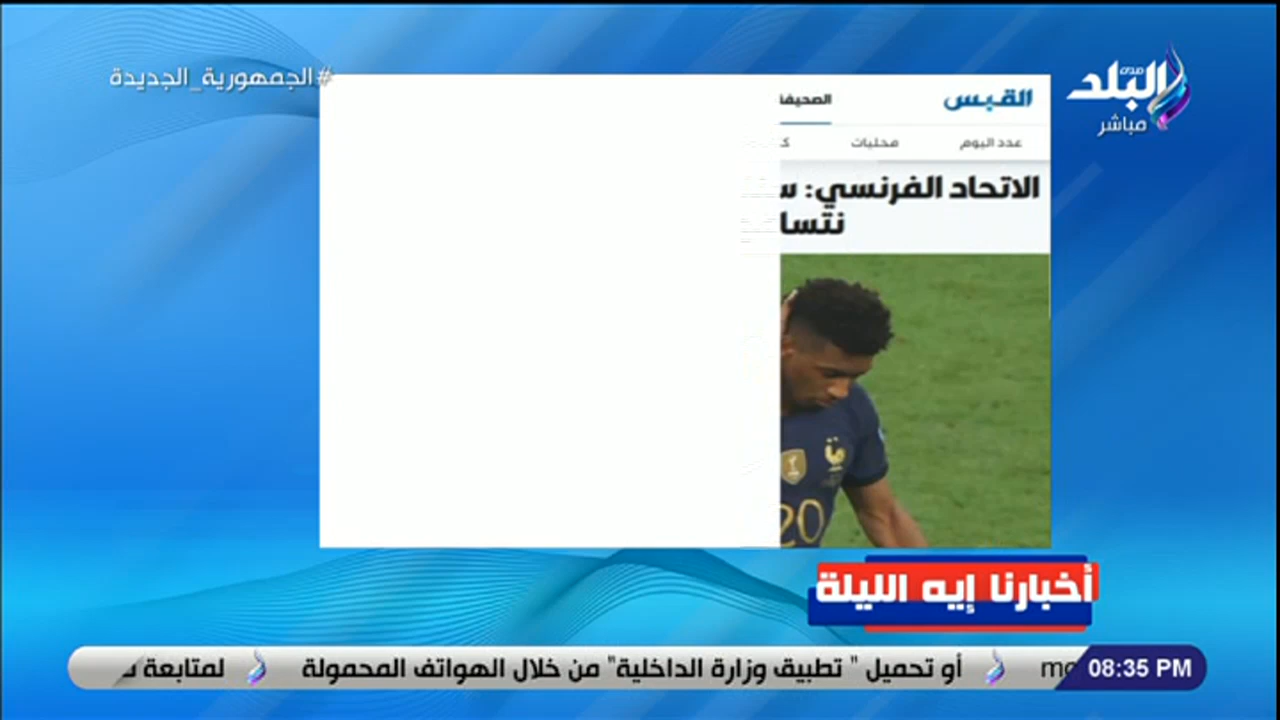 #الجمهورية_الجديدة
صدى البلد
مباشر
القبس
الصحيفة
عدد اليوم محليات
الاتحاد الفرنسي:
20
أخبارنا إيه الليلة
08:35 PM
أو تحميل " تطبيق وزارة الداخلية" من خلال الهواتف المحمولة
لمتابعة